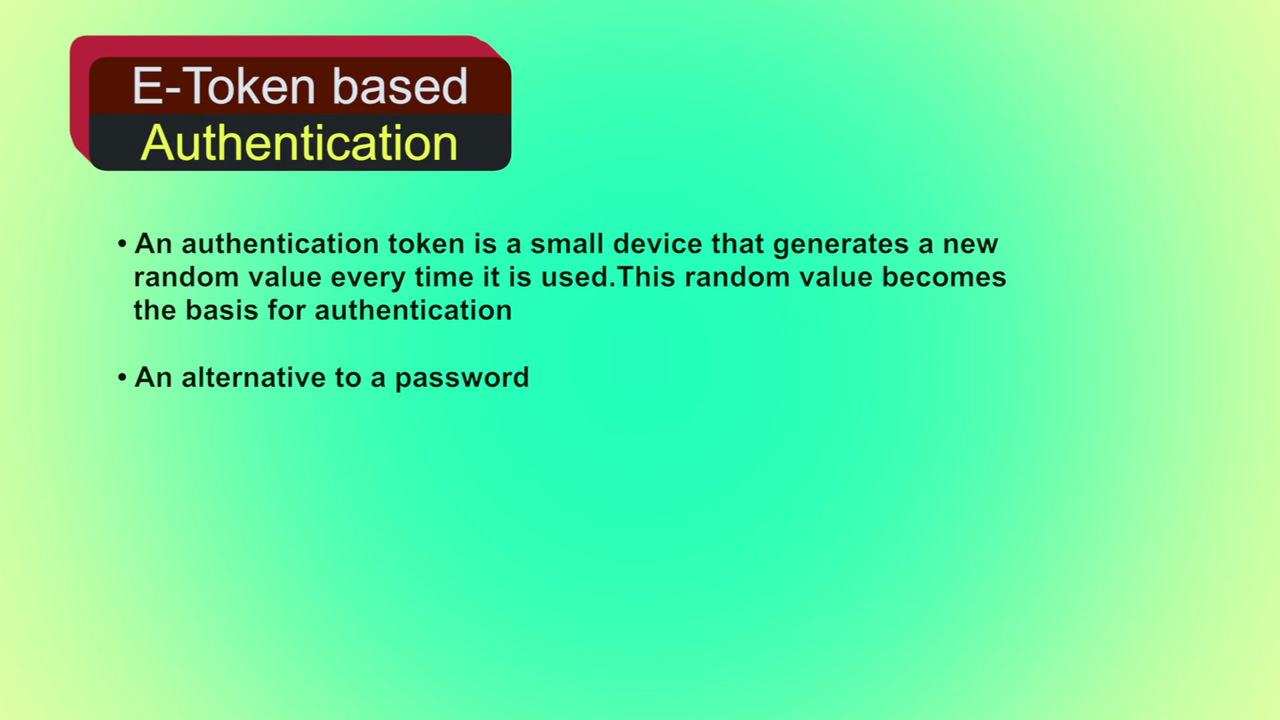 E-Token based
Authentication
• An authentication token is a small device that generates a new
random value every time it is used.This random value becomes
the basis for authentication
• An alternative to a password